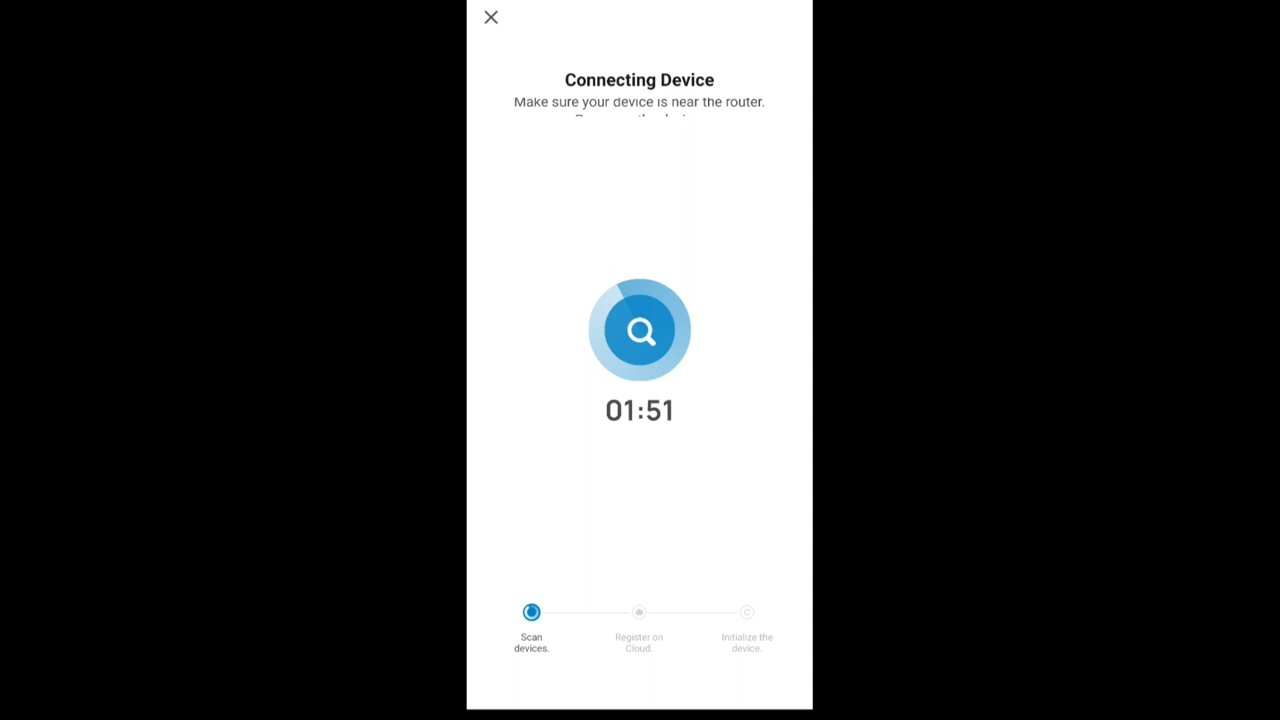 Connecting Device
Make sure your device is near the router.
01:51
Scan
devices.
Register on
Cloud.
Initialize the
device.